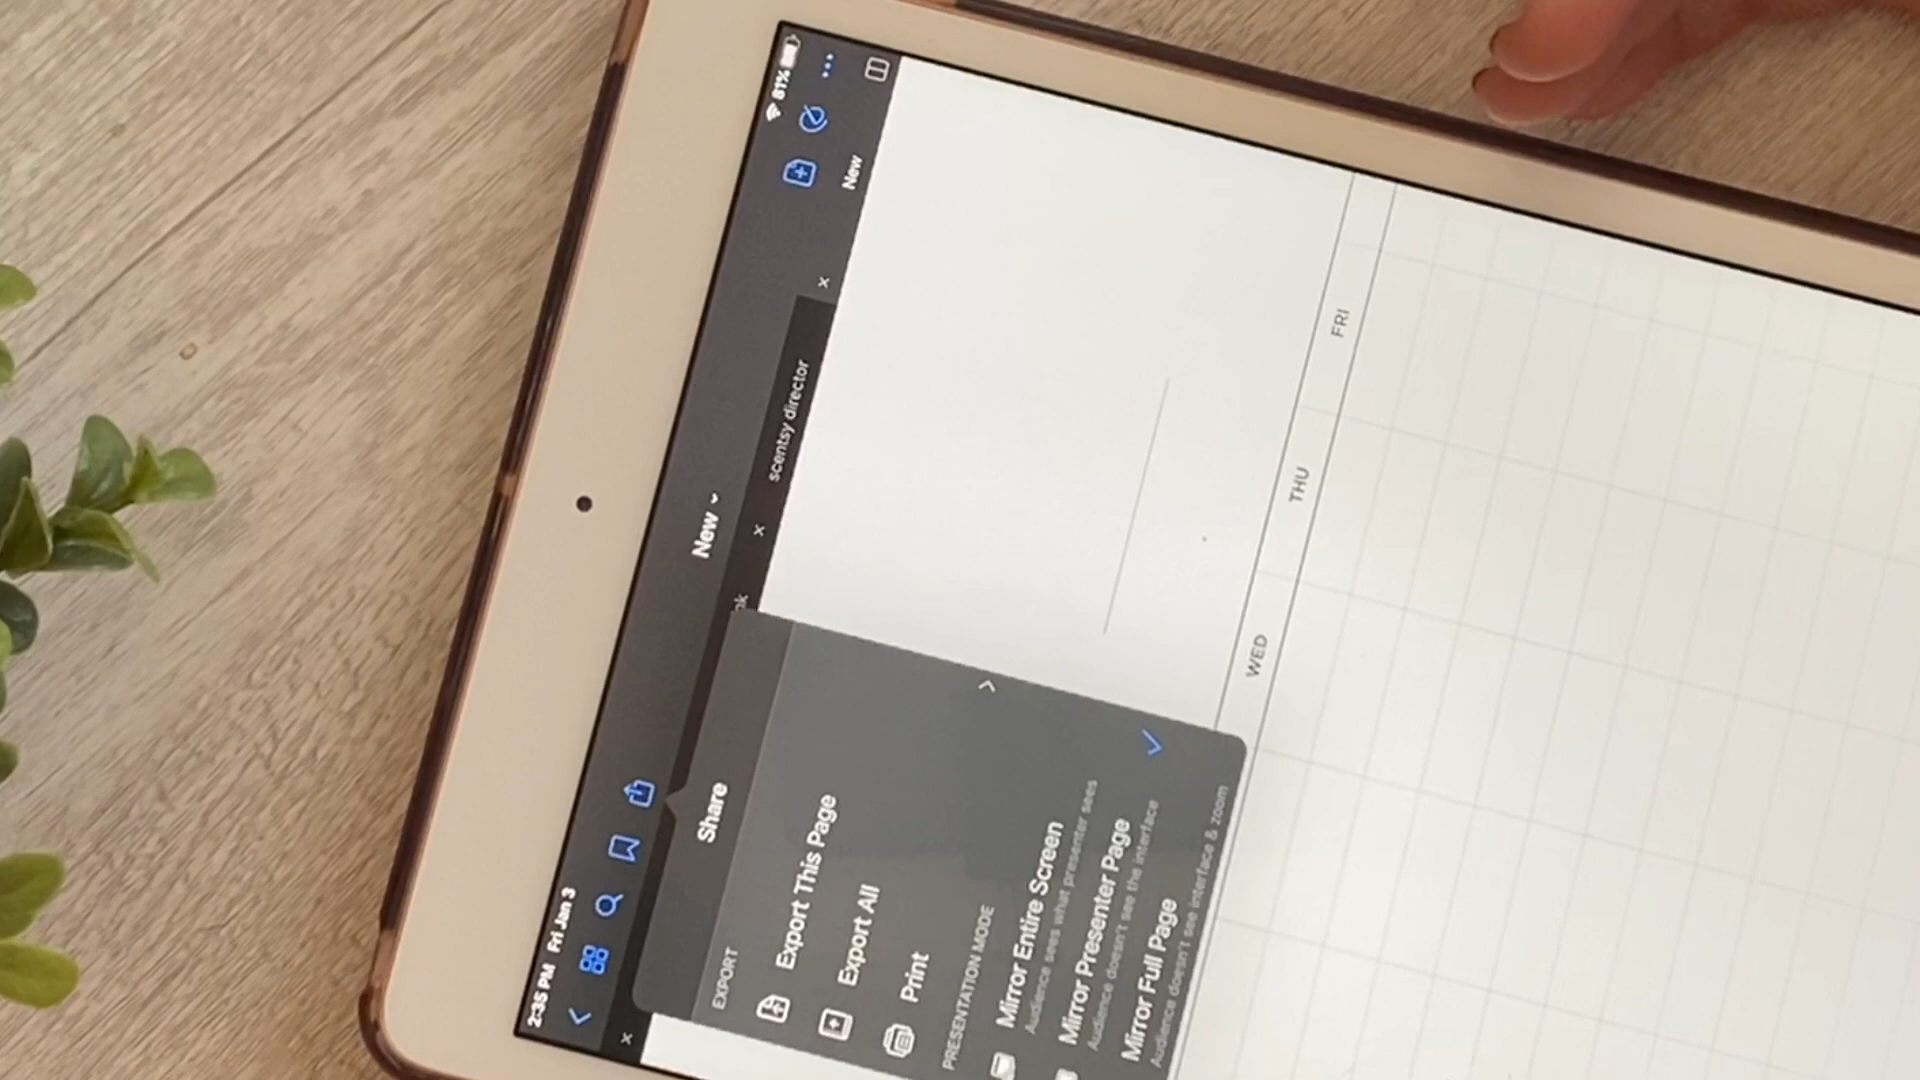 2:35 PM Fri Jan 3
81%
New
scentsy director
New
Share
EXPORT
Export This Page
Export All
Print
PRESENTATION MODE
Mirror Entire Screen
Audience sees what presenter sees
Mirror Presenter Page
Audience doesn't see the interface
Mirror Full Page
Audience doesn't see interface & zoom
WED
THU
FRI